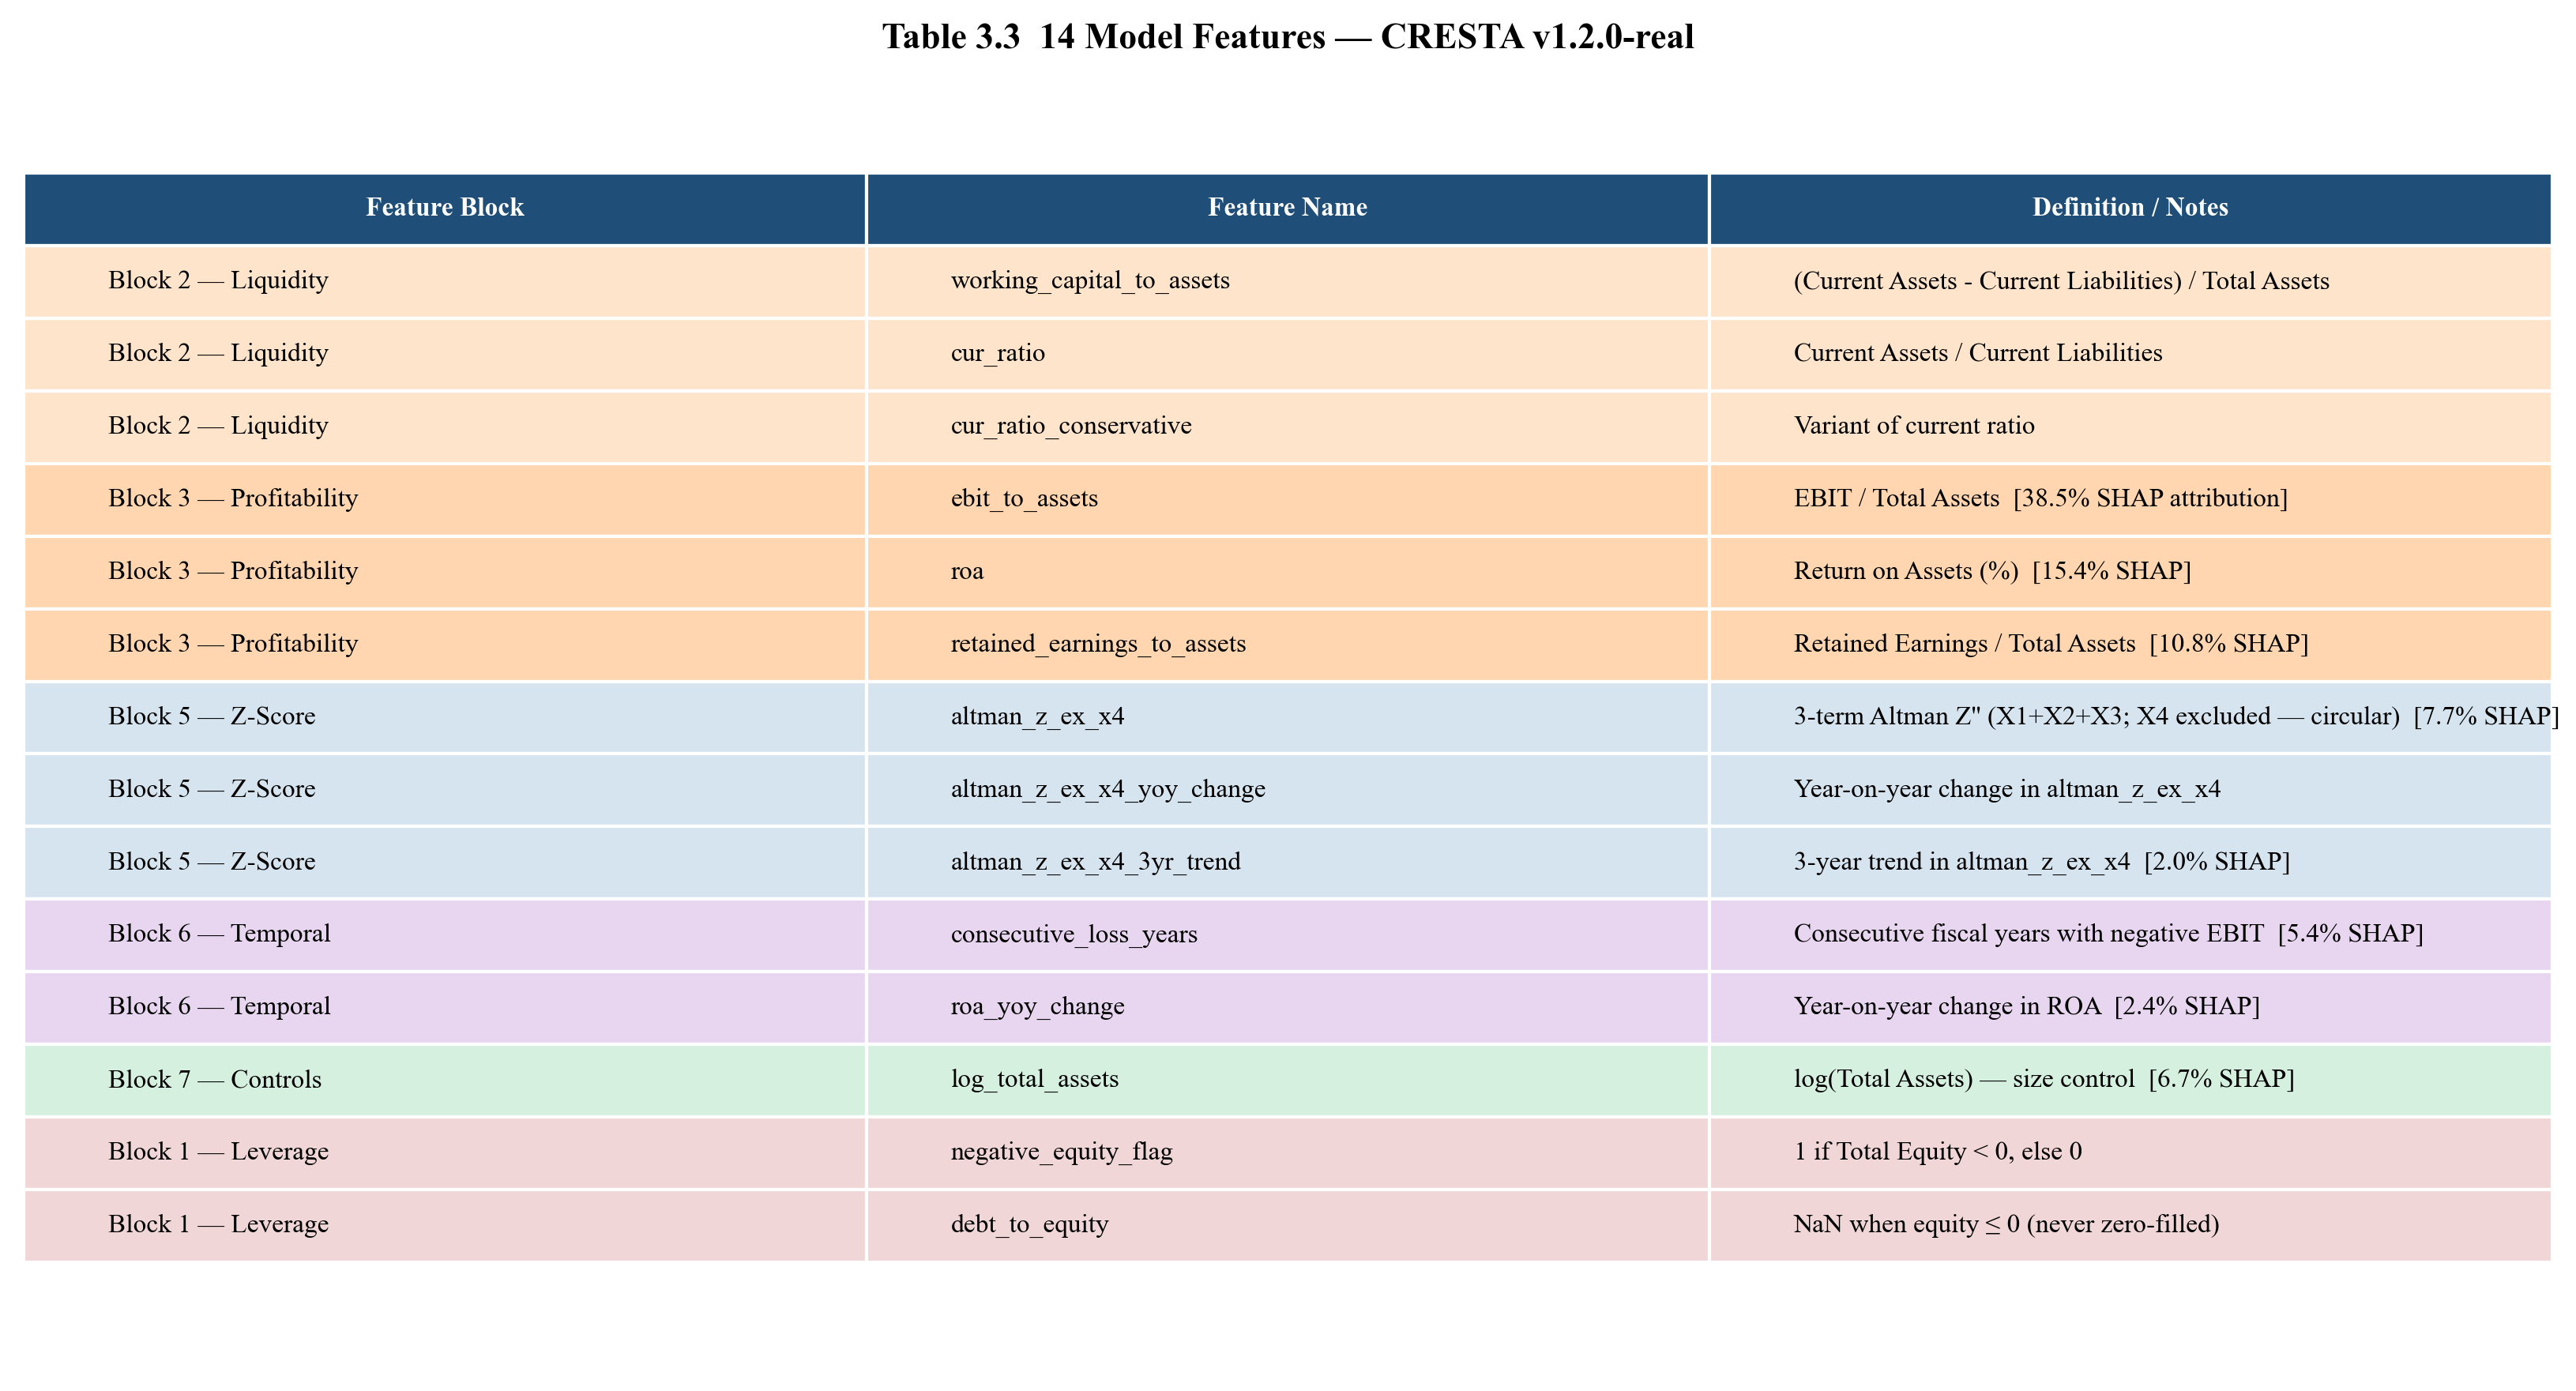 Table 3.3  14 Model Features — CRESTA v1.2.0-real
Feature Block Feature Name Definition / Notes
Block 2 — Liquidity working_capital_to_assets (Current Assets - Current Liabilities) / Total Assets
Block 2 — Liquidity cur_ratio Current Assets / Current Liabilities
Block 2 — Liquidity cur_ratio_conservative Variant of current ratio
Block 3 — Profitability ebit_to_assets EBIT / Total Assets  [38.5% SHAP attribution]
Block 3 — Profitability roa Return on Assets (%)  [15.4% SHAP]
Block 3 — Profitability retained_earnings_to_assets Retained Earnings / Total Assets  [10.8% SHAP]
Block 5 — Z-Score altman_z_ex_x4 3-term Altman Z" (X1+X2+X3; X4 excluded — circular)  [7.7% SHAP]
Block 5 — Z-Score altman_z_ex_x4_yoy_change Year-on-year change in altman_z_ex_x4
Block 5 — Z-Score altman_z_ex_x4_3yr_trend 3-year trend in altman_z_ex_x4  [2.0% SHAP]
Block 6 — Temporal consecutive_loss_years Consecutive fiscal years with negative EBIT  [5.4% SHAP]
Block 6 — Temporal roa_yoy_change Year-on-year change in ROA  [2.4% SHAP]
Block 7 — Controls log_total_assets log(Total Assets) — size control  [6.7% SHAP]
Block 1 — Leverage negative_equity_flag 1 if Total Equity < 0, else 0
Block 1 — Leverage debt_to_equity NaN when equity ≤ 0 (never zero-filled)